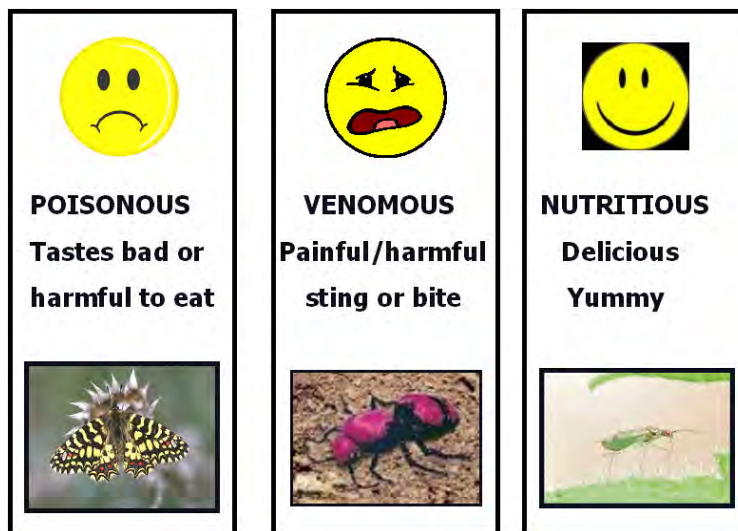 POISONOUS
Tastes bad or
harmful to eat
VENOMOUS
Painful/harmful
sting or bite
NUTRITIOUS
Delicious
Yummy